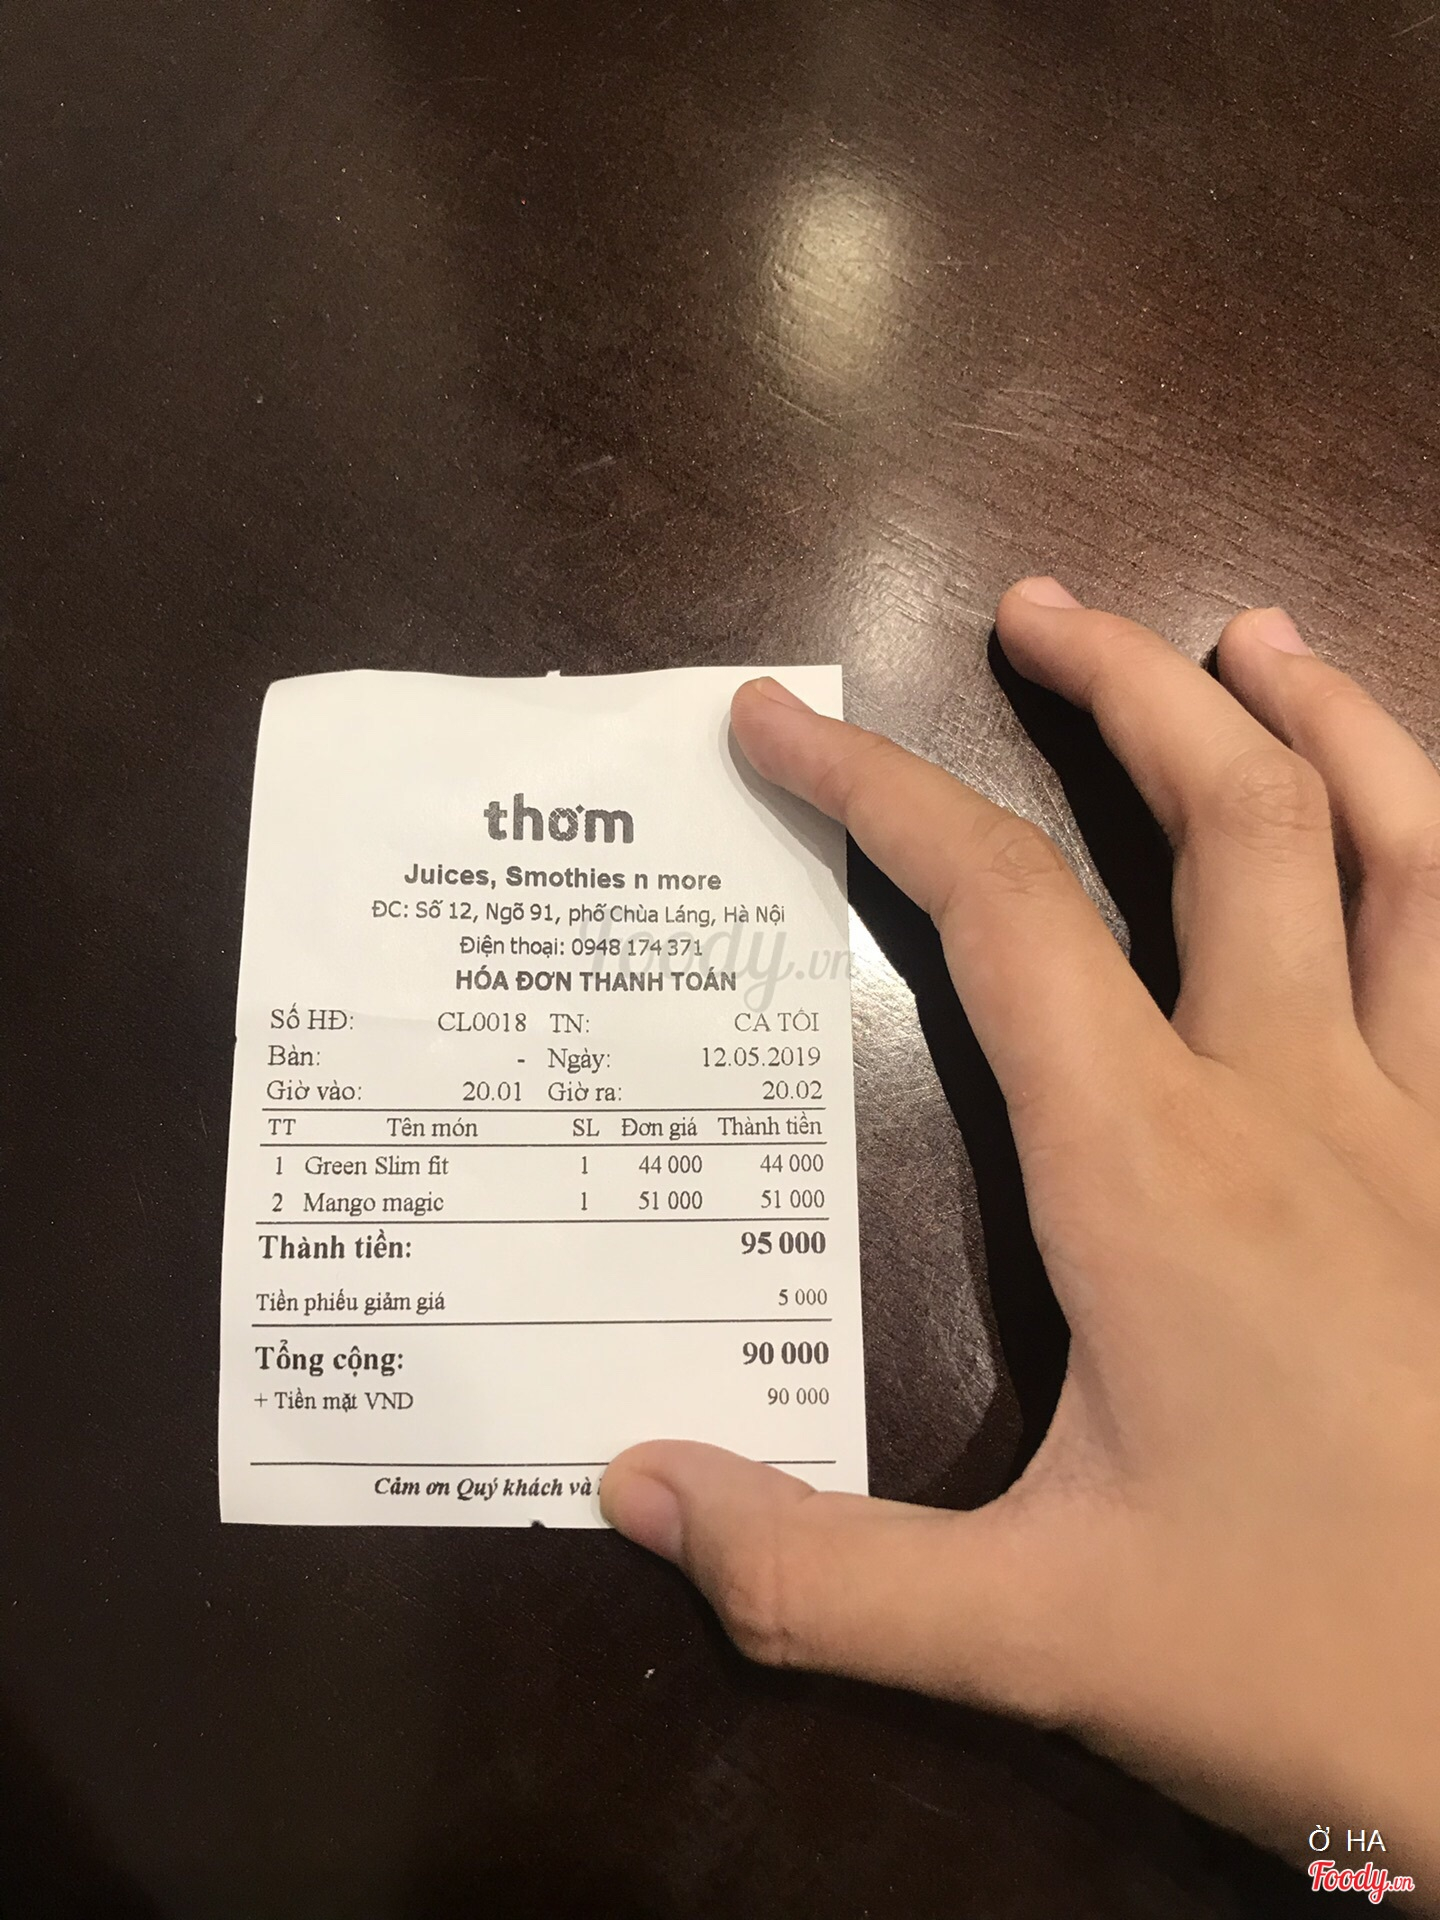 thơm
Juices, Smothies n more
ĐC: Số 12, Ngõ 91, phố Chùa Láng, Hà Nội
Điện thoại: 0948 174 371
HÓA ĐƠN THANH TOÁN
Số HĐ: CL0018 TN: CA TỐI
Bàn: - Ngày: 12.05.2019
Giờ vào: 20.01 Giờ ra: 20.02
TT Tên món SL Đơn giá Thành tiền
1 Green Slim fit 1 44 000 44 000
2 Mango magic 1 51 000 51 000
Thành tiền: 95 000
Tiền phiếu giảm giá 5 000
Tổng cộng: 90 000
+ Tiền mặt VND 90 000
Cảm ơn Quý khách và
Foody.vn
Ờ HA
Foody.vn